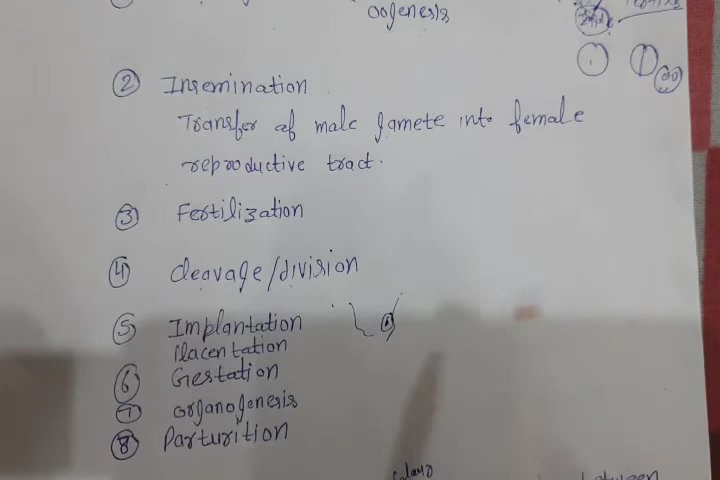 oogenesis
② Insemination
Transfer of male gamete into female
reproductive tract.
③ Fertilization
④ cleavage/division
⑤ Implantation
Placentation
⑥ Gestation
⑦ organogenesis
⑧ Parturition
between